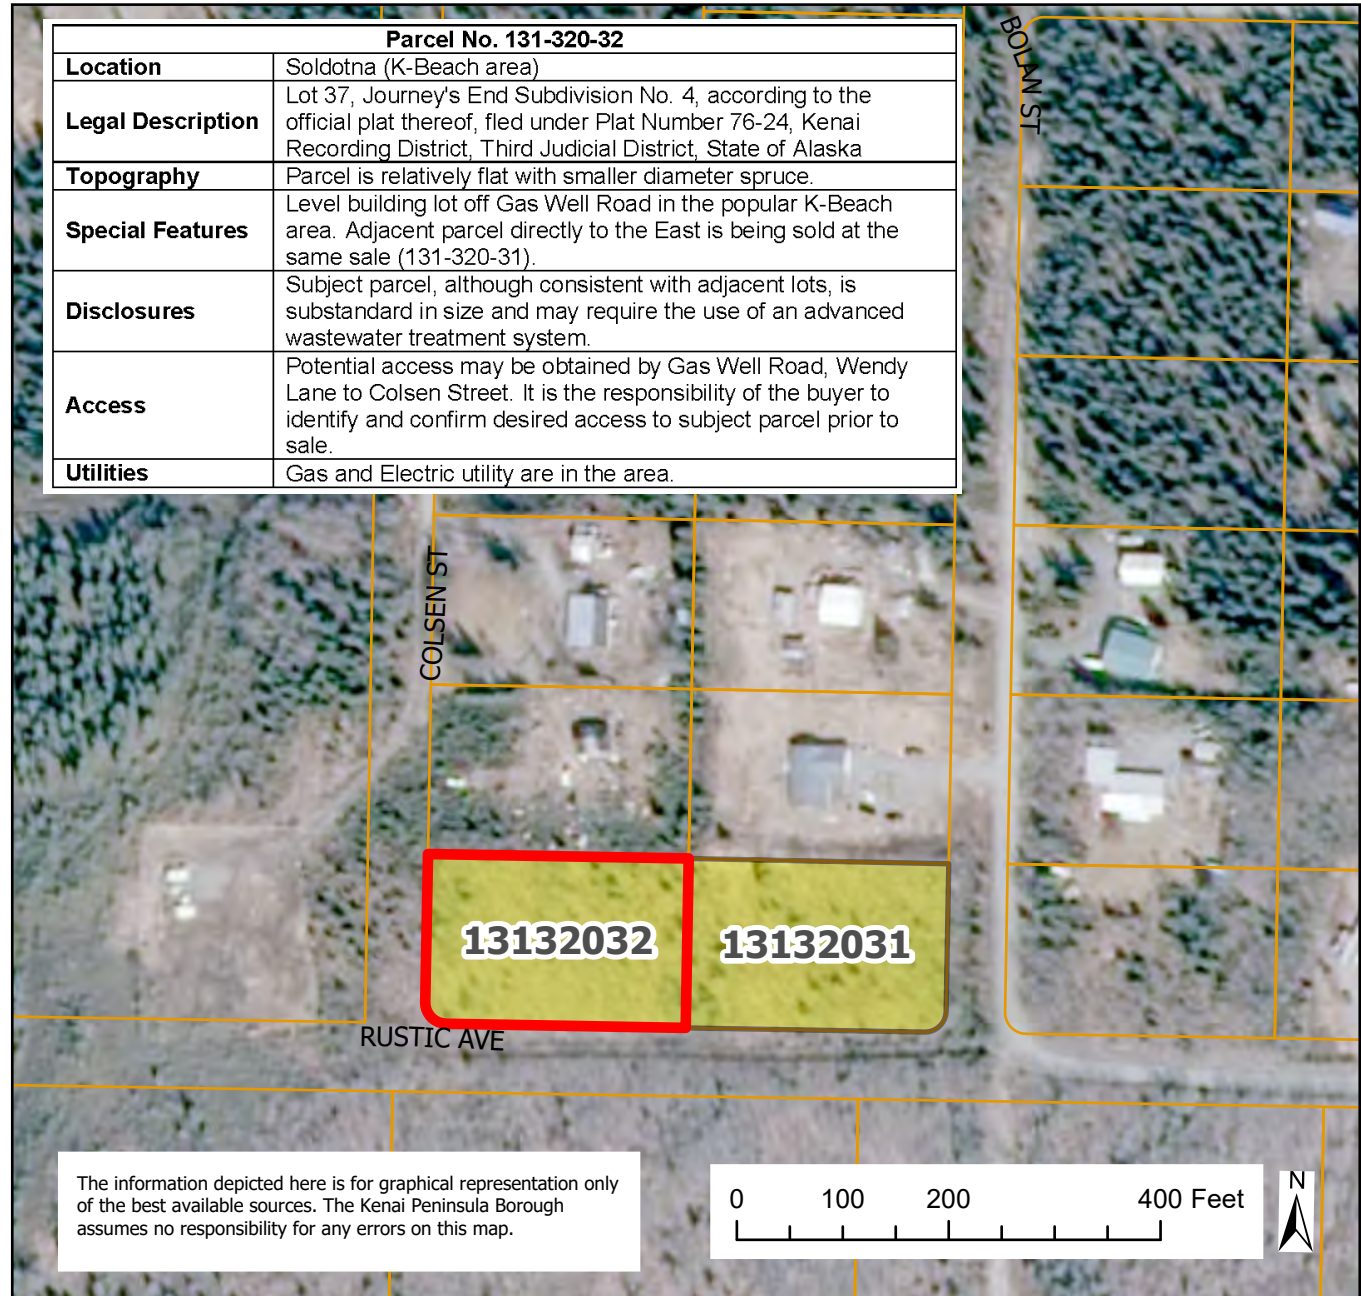 Parcel No. 131-320-32
Location
Soldotna (K-Beach area)
Legal Description
Lot 37, Journey's End Subdivision No. 4, according to the
official plat thereof, fled under Plat Number 76-24, Kenai
Recording District, Third Judicial District, State of Alaska
Topography
Parcel is relatively flat with smaller diameter spruce.
Special Features
Level building lot off Gas Well Road in the popular K-Beach
area. Adjacent parcel directly to the East is being sold at the
same sale (131-320-31).
Disclosures
Subject parcel, although consistent with adjacent lots, is
substandard in size and may require the use of an advanced
wastewater treatment system.
Access
Potential access may be obtained by Gas Well Road, Wendy
Lane to Colsen Street. It is the responsibility of the buyer to
identify and confirm desired access to subject parcel prior to
sale.
Utilities
Gas and Electric utility are in the area.
BOLAN ST
COLSEN ST
13132032
13132031
RUSTIC AVE
The information depicted here is for graphical representation only
of the best available sources. The Kenai Peninsula Borough
assumes no responsibility for any errors on this map.
0 100 200 400 Feet
N